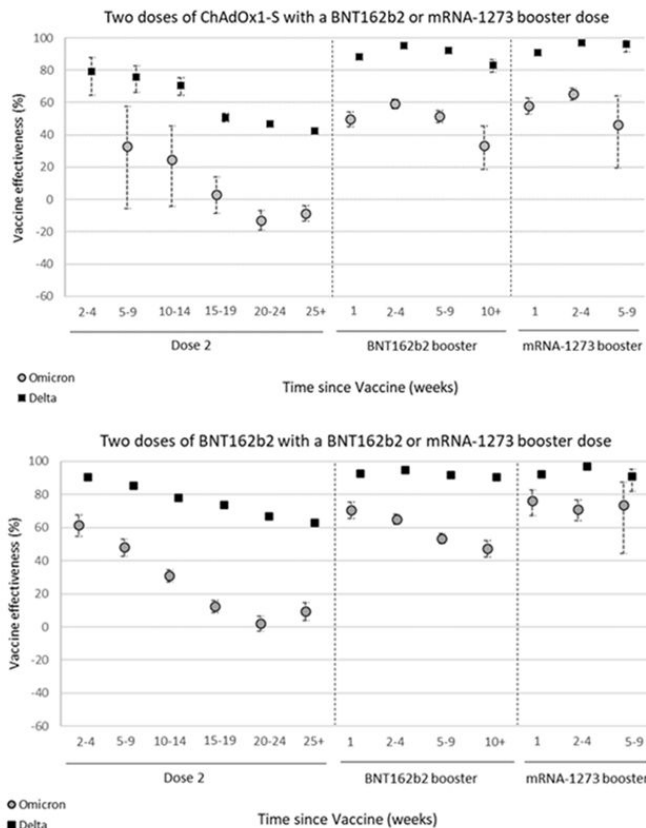 Two doses of ChAdOx1-S with a BNT162b2 or mRNA-1273 booster dose
Vaccine effectiveness (%)
100
80
60
40
20
0
-20
-40
-60
2-4 5-9 10-14 15-19 20-24 25+ 1 2-4 5-9 10+ 1 2-4 5-9
Dose 2 BNT162b2 booster mRNA-1273 booster
Omicron
Delta
Time since Vaccine (weeks)
Two doses of BNT162b2 with a BNT162b2 or mRNA-1273 booster dose
Vaccine effectiveness (%)
100
80
60
40
20
0
-20
-40
-60
2-4 5-9 10-14 15-19 20-24 25+ 1 2-4 5-9 10+ 1 2-4 5-9
Dose 2 BNT162b2 booster mRNA-1273 booster
Omicron
Delta
Time since Vaccine (weeks)